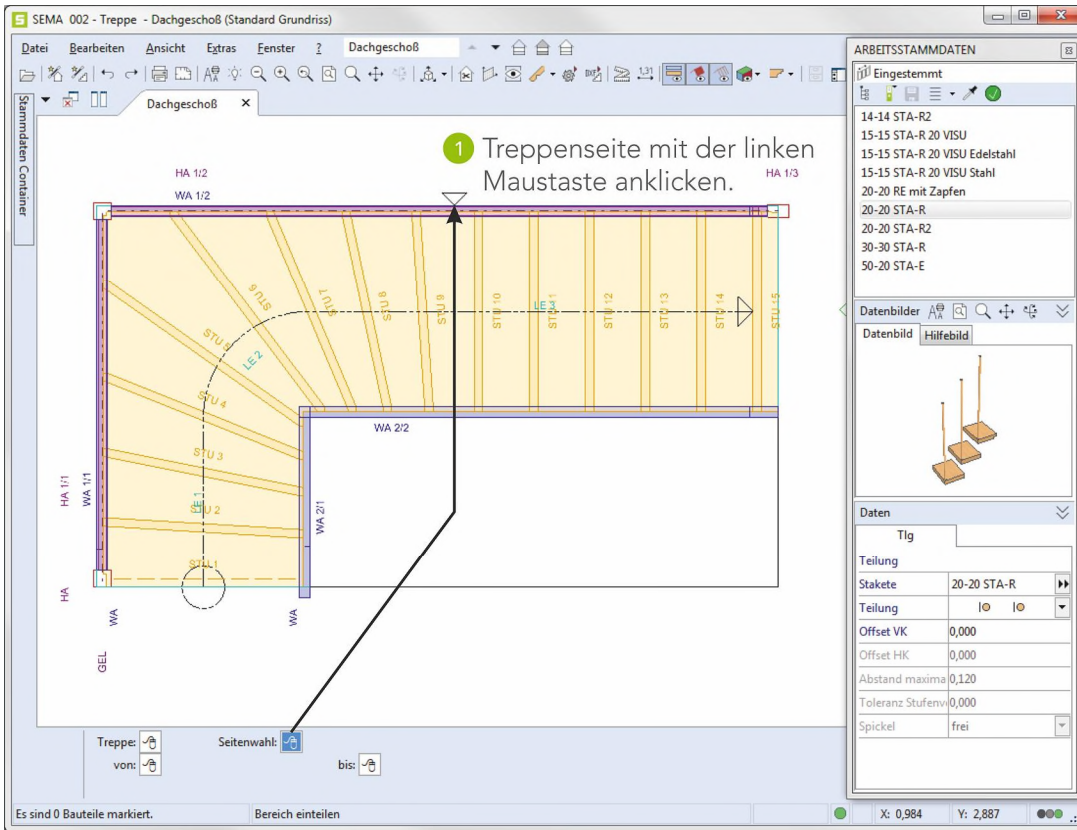 SEMA 002 - Treppe - Dachgeschoß (Standard Grundriss)
Datei Bearbeiten Ansicht Extras Fenster ? Dachgeschoß
Dachgeschoß
Stammdaten Container
1 Treppenseite mit der linken
Maustaste anklicken.
HA 1/2
HA 1/3
WA 1/2
STU 6
STU 7
STU 8
STU 9
STU 10
STU 11
STU 12
STU 13
STU 14
STU 15
LE 3
STU 5
LE 2
STU 4
WA 2/2
STU 3
HA 1/1
WA 1/1
LE 1
STU 2
WA 2/1
STU 1
HA
WA
WA
GEL
Treppe: Seitenwahl:
von: bis:
Es sind 0 Bauteile markiert. Bereich einteilen X: 0,984 Y: 2,887
ARBEITSSTAMMDATEN
Eingestemmt
14-14 STA-R2
15-15 STA-R 20 VISU
15-15 STA-R 20 VISU Edelstahl
15-15 STA-R 20 VISU Stahl
20-20 RE mit Zapfen
20-20 STA-R
20-20 STA-R2
30-30 STA-R
50-20 STA-E
Datenbilder
Datenbild Hilfebild
Daten
Tlg
Teilung
Stakete 20-20 STA-R
Teilung
Offset VK 0,000
Offset HK 0,000
Abstand maxima 0,120
Toleranz Stufenv 0,000
Spickel frei